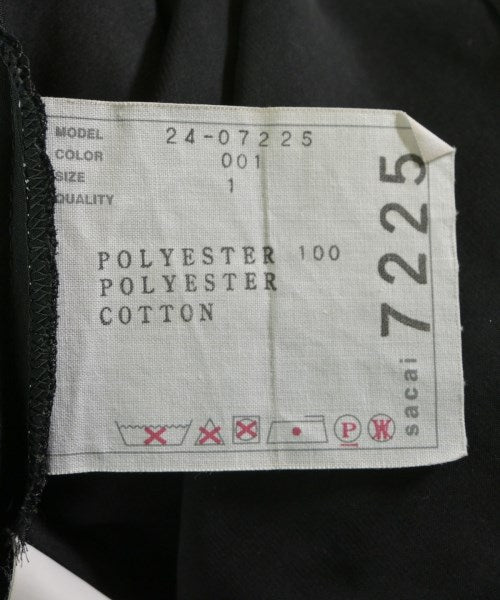 MODEL 24-07225
COLOR 001
SIZE 1
QUALITY
POLYESTER 100
POLYESTER
COTTON
P
W
sacai 7225